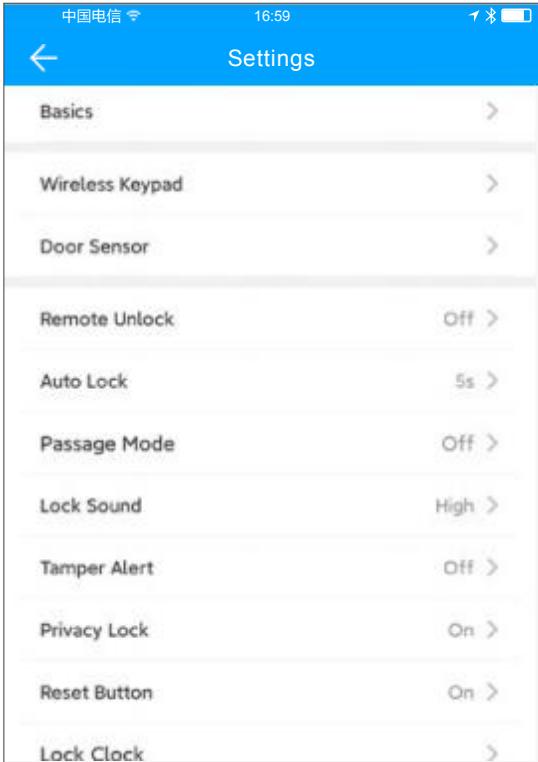 中国电信 16:59
Settings
Basics
Wireless Keypad
Door Sensor
Remote Unlock Off
Auto Lock 5s
Passage Mode Off
Lock Sound High
Tamper Alert Off
Privacy Lock On
Reset Button On
Lock Clock